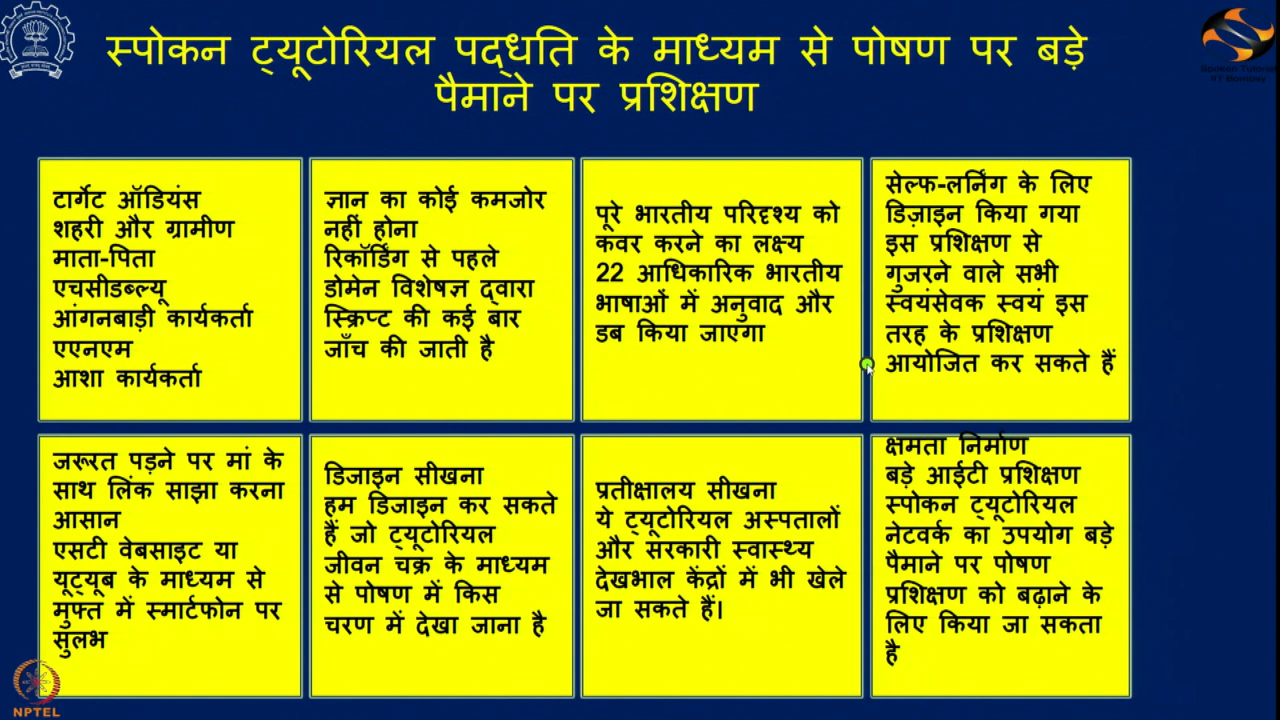 स्पोकन ट्यूटोरियल पद्धति के माध्यम से पोषण पर बड़े
पैमाने पर प्रशिक्षण
Spoken Tutorial
IIT Bombay
टार्गेट ऑडियंस
शहरी और ग्रामीण
माता-पिता
एचसीडब्ल्यू
आंगनबाड़ी कार्यकर्ता
एएनएम
आशा कार्यकर्ता
ज्ञान का कोई कमजोर
नहीं होना
रिकॉर्डिंग से पहले
डोमेन विशेषज्ञ द्वारा
स्क्रिप्ट की कई बार
जाँच की जाती है
पूरे भारतीय परिदृश्य को
कवर करने का लक्ष्य
22 आधिकारिक भारतीय
भाषाओं में अनुवाद और
डब किया जाएगा
सेल्फ-लर्निंग के लिए
डिज़ाइन किया गया
इस प्रशिक्षण से
गुजरने वाले सभी
स्वयंसेवक स्वयं इस
तरह के प्रशिक्षण
आयोजित कर सकते हैं
जरूरत पड़ने पर मां के
साथ लिंक साझा करना
आसान
एसटी वेबसाइट या
यूट्यूब के माध्यम से
मुफ्त में स्मार्टफोन पर
सुलभ
डिजाइन सीखना
हम डिजाइन कर सकते
हैं जो ट्यूटोरियल
जीवन चक्र के माध्यम
से पोषण में किस
चरण में देखा जाना है
प्रतीक्षालय सीखना
ये ट्यूटोरियल अस्पतालों
और सरकारी स्वास्थ्य
देखभाल केंद्रों में भी खेले
जा सकते हैं।
क्षमता निर्माण
बड़े आईटी प्रशिक्षण
स्पोकन ट्यूटोरियल
नेटवर्क का उपयोग बड़े
पैमाने पर पोषण
प्रशिक्षण को बढ़ाने के
लिए किया जा सकता
है
NPTEL